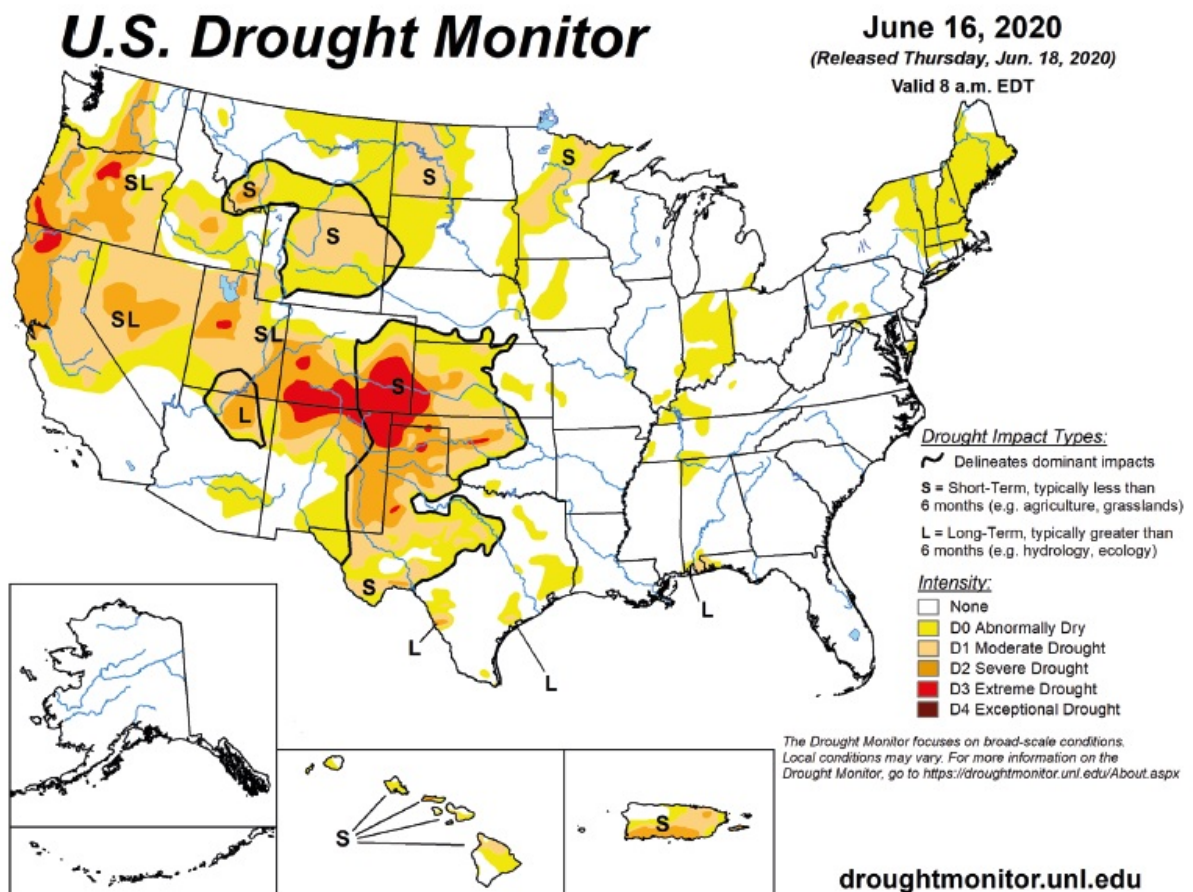 U.S. Drought Monitor
June 16, 2020
(Released Thursday, Jun. 18, 2020)
Valid 8 a.m. EDT
S
SL
S
S
S
SL
SL
S
L
S
L
L
L
Drought Impact Types:
Delineates dominant impacts
S = Short-Term, typically less than
6 months (e.g. agriculture, grasslands)
L = Long-Term, typically greater than
6 months (e.g. hydrology, ecology)
Intensity:
None
D0 Abnormally Dry
D1 Moderate Drought
D2 Severe Drought
D3 Extreme Drought
D4 Exceptional Drought
The Drought Monitor focuses on broad-scale conditions.
Local conditions may vary. For more information on the
Drought Monitor, go to https://droughtmonitor.unl.edu/About.aspx
S
S
droughtmonitor.unl.edu